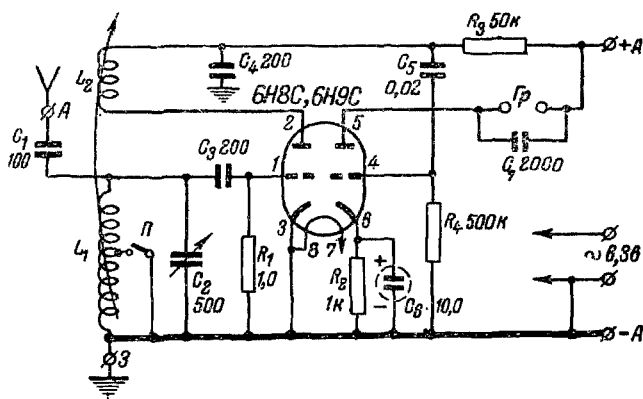 R3 50к
+А
C4 200
C5
0,02
L2
6Н8С, 6Н9С
Гр
А
2
5
C7 2000
C1
100
C3 200
1
4
L1
П
3
8
7
6
R4 500к
~6,3в
C2
500
R1
1,0
R2
1к
+
-
C6 10,0
-А
З